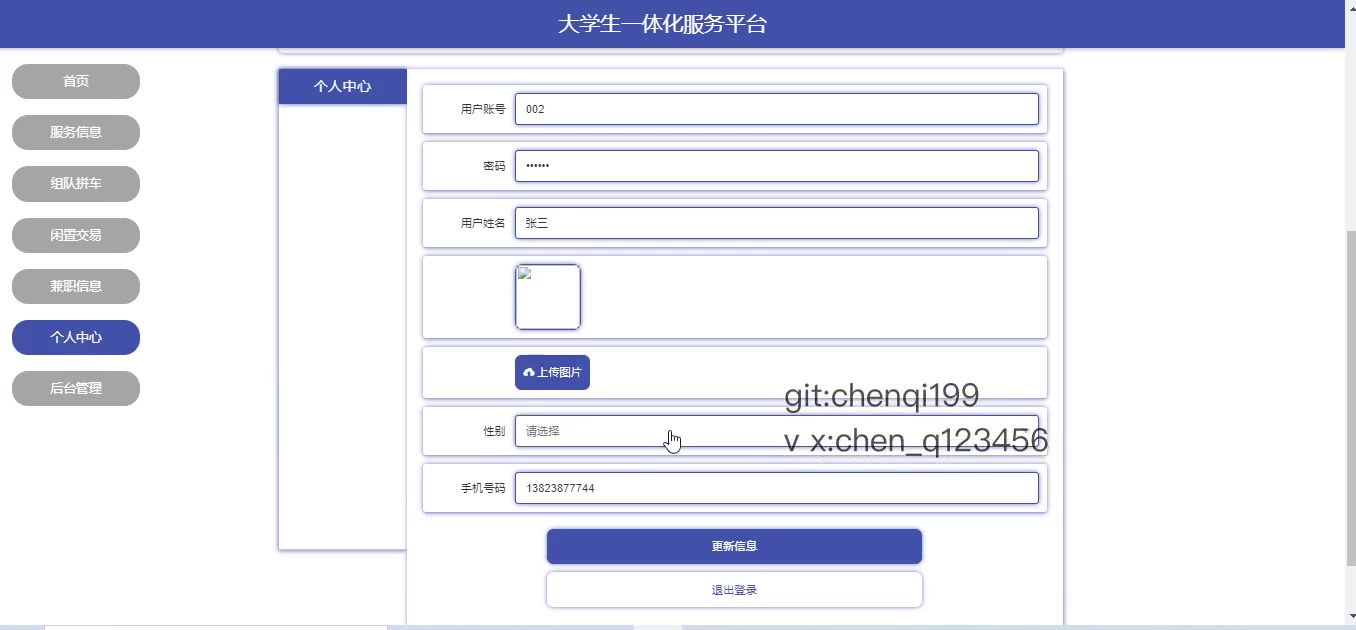 大学生一体化服务平台
首页
服务信息
组队拼车
闲置交易
兼职信息
个人中心
后台管理
个人中心
用户账号 002
密码 ••••••
用户姓名 张三
上传图片
git:chenqi199
性别 请选择
v x:chen_q123456
手机号码 13823877744
更新信息
退出登录